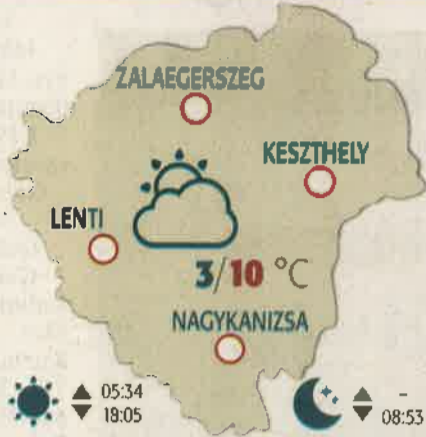 ZALAEGERSZEG
KESZTHELY
LENTI
3/10 °C
NAGYKANIZSA
05:34
18:05
-
08:53